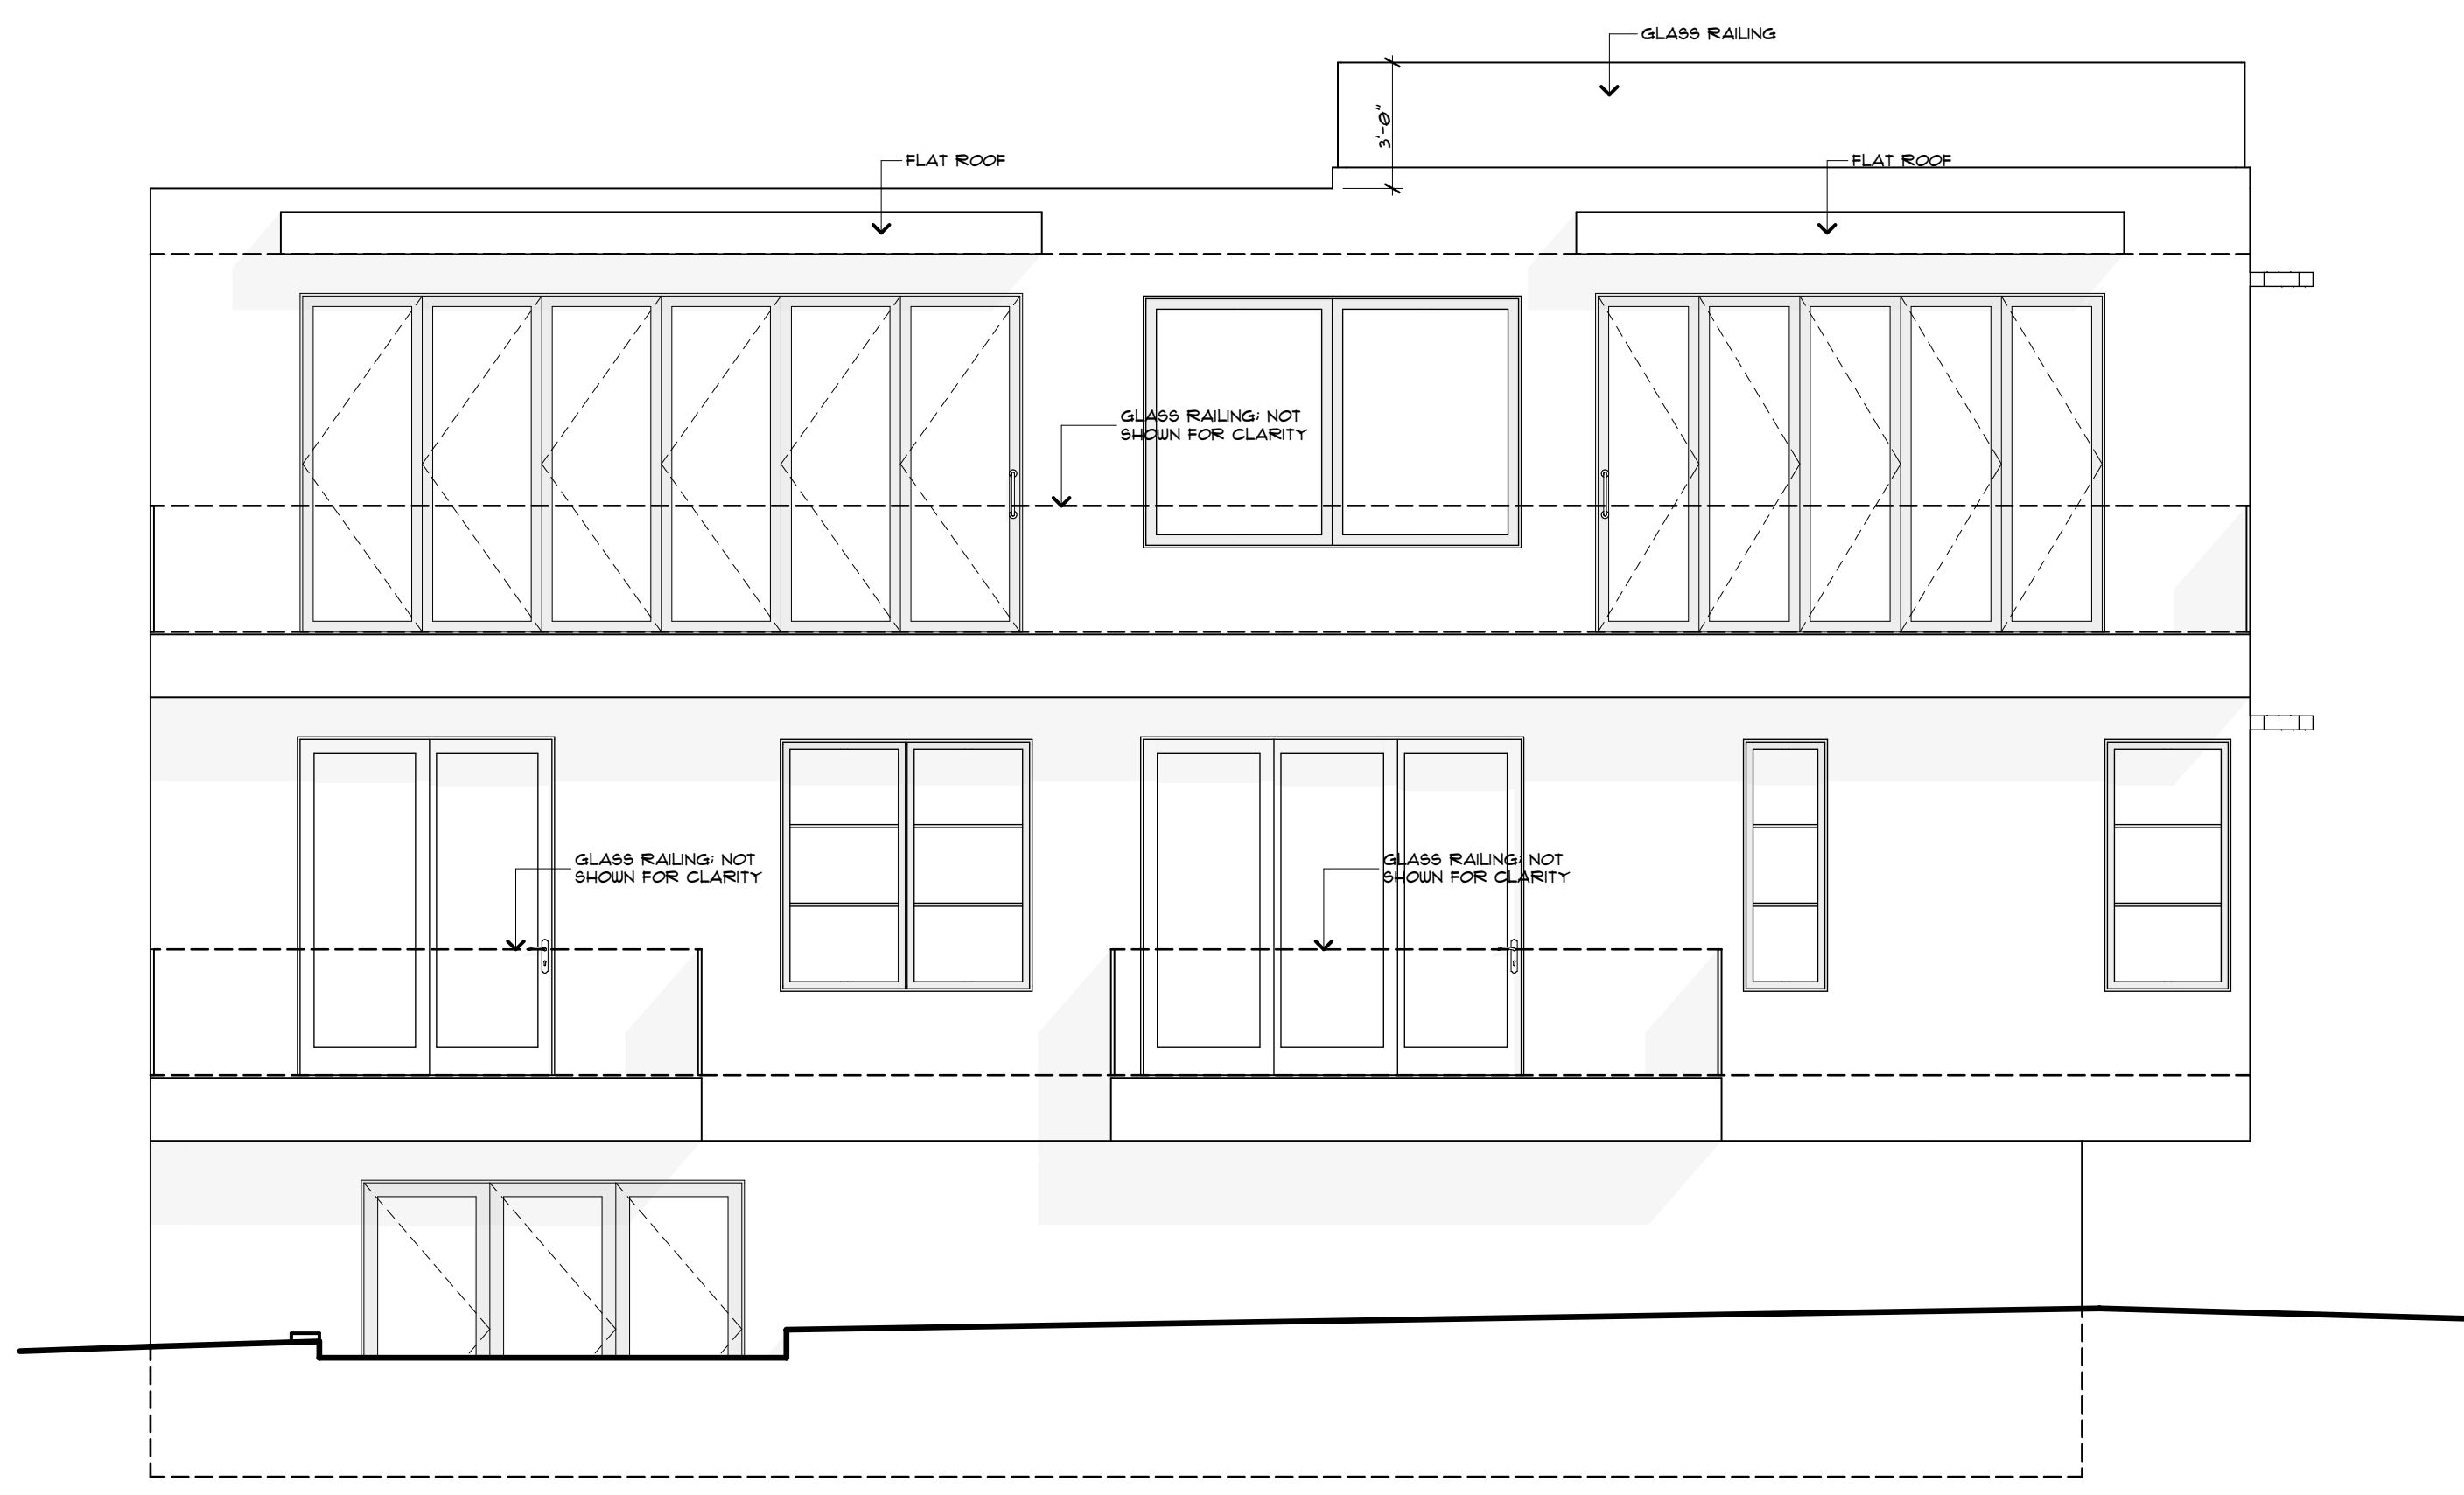 GLASS RAILING
3'-0"
FLAT ROOF
FLAT ROOF
GLASS RAILING; NOT
SHOWN FOR CLARITY
GLASS RAILING; NOT
SHOWN FOR CLARITY
GLASS RAILING; NOT
SHOWN FOR CLARITY